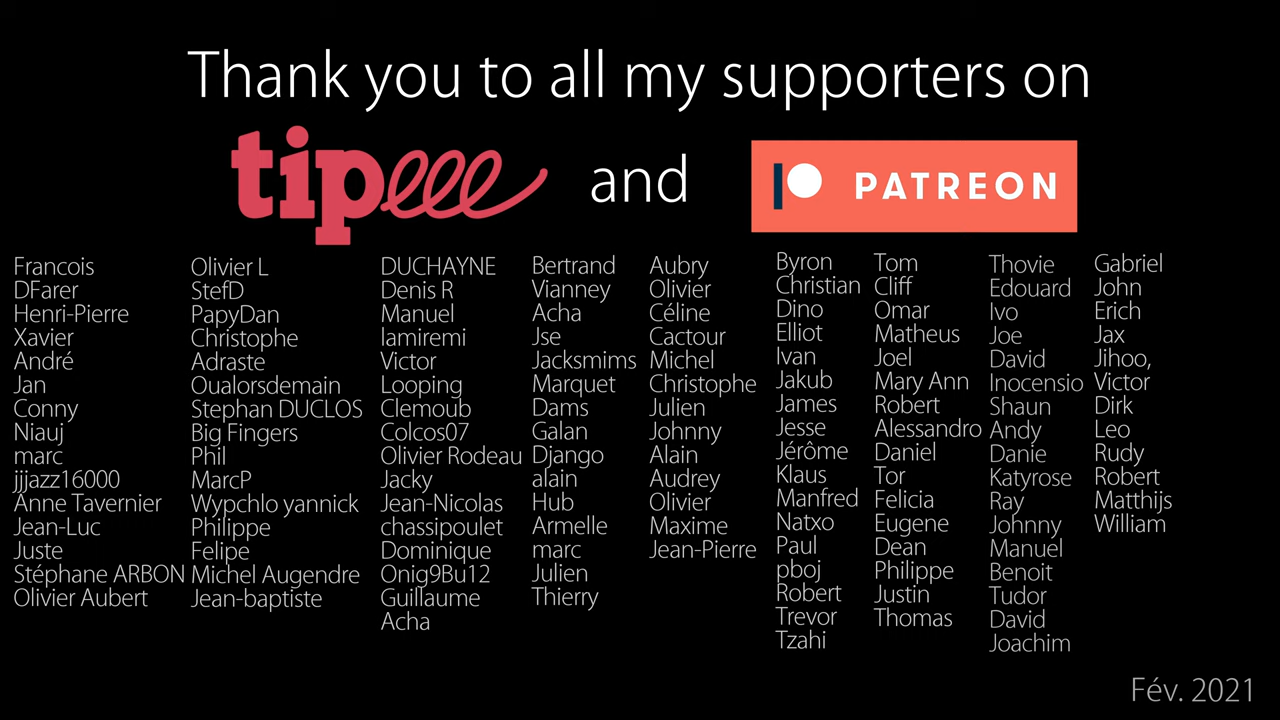 Thank you to all my supporters on
tipeee and PATREON
Francois
DFarer
Henri-Pierre
Xavier
André
Jan
Conny
Niauj
marc
jjjazz16000
Anne Tavernier
Jean-Luc
Juste
Stéphane ARBON
Olivier Aubert
Olivier L
StefD
PapyDan
Christophe
Adraste
Oualorsdemain
Stephan DUCLOS
Big Fingers
Phil
MarcP
Wypchlo yannick
Philippe
Felipe
Michel Augendre
Jean-baptiste
DUCHAYNE
Denis R
Manuel
lamiremi
Victor
Looping
Clemoub
Colcos07
Olivier Rodeau
Jacky
Jean-Nicolas
chassipoulet
Dominique
Onig9Bu12
Guillaume
Acha
Bertrand
Vianney
Acha
Jse
Jacksmims
Marquet
Dams
Galan
Django
alain
Hub
Armelle
marc
Julien
Thierry
Aubry
Olivier
Céline
Cactour
Michel
Christophe
Julien
Johnny
Alain
Audrey
Olivier
Maxime
Jean-Pierre
Byron
Christian
Dino
Elliot
Ivan
Jakub
James
Jesse
Jérôme
Klaus
Manfred
Natxo
Paul
pboj
Robert
Trevor
Tzahi
Tom
Cliff
Omar
Matheus
Joel
Mary Ann
Robert
Alessandro
Daniel
Tor
Felicia
Eugene
Dean
Philippe
Justin
Thomas
Thovie
Edouard
Ivo
Joe
David
Inocensio
Shaun
Andy
Danie
Katyrose
Ray
Johnny
Manuel
Benoit
Tudor
David
Joachim
Gabriel
John
Erich
Jax
Jihoo,
Victor
Dirk
Leo
Rudy
Robert
Matthijs
William
Fév. 2021